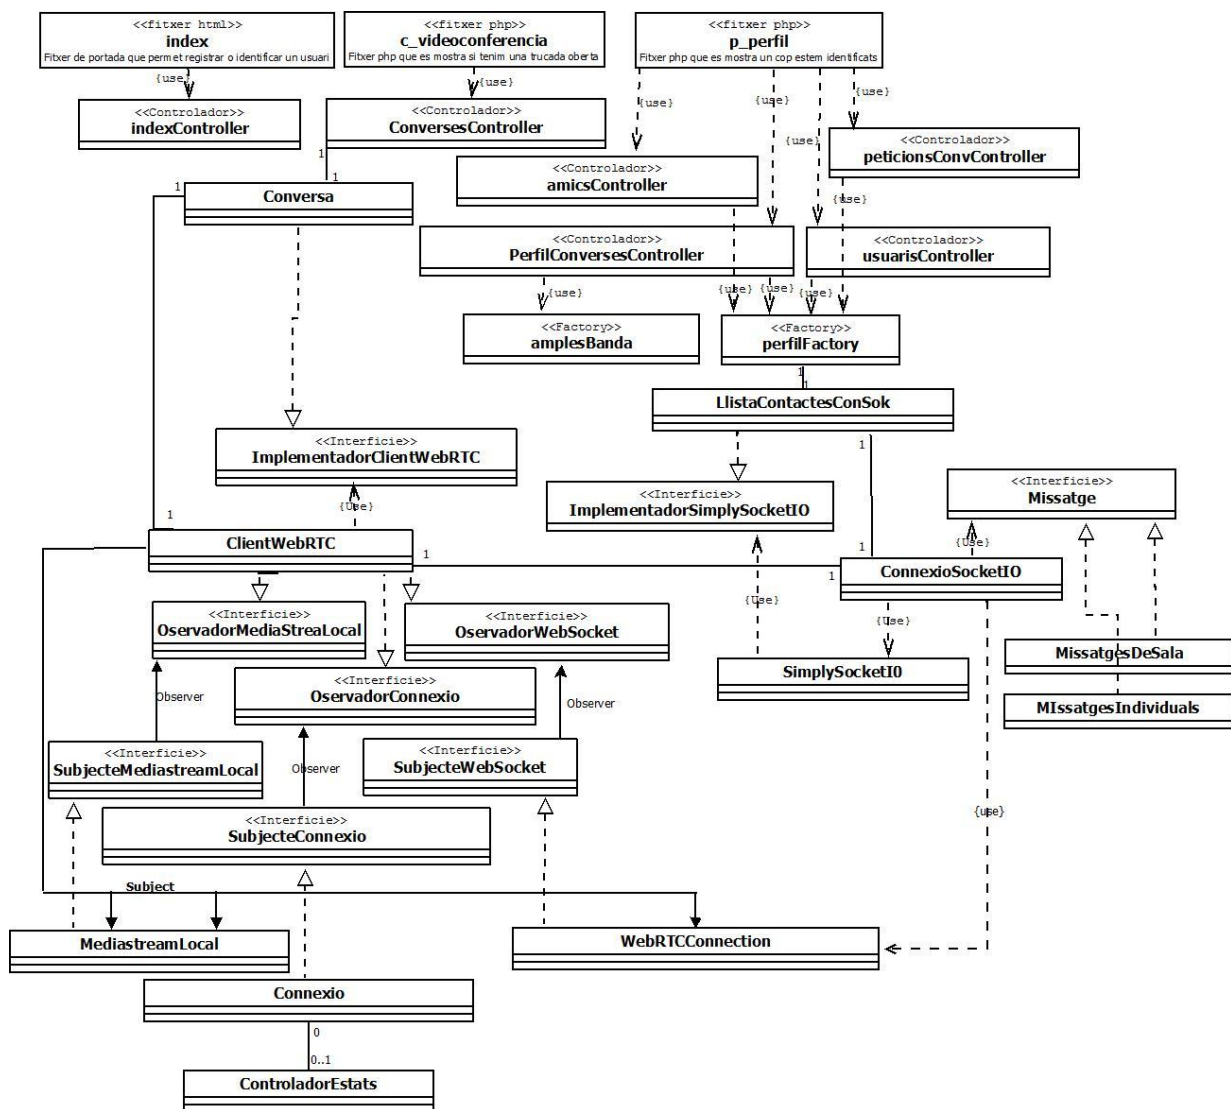 <<fitxer html>>
index
Fitxer de portada que permet registrar o identificar un usuari
<<fitxer php>>
c_videoconferencia
Fitxer php que es mostra si tenim una trucada oberta
<<fitxer php>>
p_perfil
Fitxer php que es mostra un cop estem identificats
{use}
{use}
{use}
{use}
{use}
{use}
<<Controlador>>
indexController
<<Controlador>>
ConversesController
<<Controlador>>
peticionsConvController
<<Controlador>>
amicsController
1
1
1
Conversa
{use}
<<Controlador>>
PerfilConversesController
<<Controlador>>
usuarisController
{use}
{use}
{use}
{use}
<<Factory>>
amplesBanda
<<Factory>>
perfilFactory
1
1
LlistaContactesConSok
<<Interficie>>
ImplementadorClientWebRTC
1
<<Interficie>>
ImplementadorSimplySocketIO
<<Interficie>>
Missatge
{Use}
1
ClientWebRTC
1
1
1
{Use}
ConnexioSocketIO
<<Interficie>>
OservadorMediaStreaLocal
<<Interficie>>
OservadorWebSocket
{Use}
{Use}
MissatgesDeSala
SimplySocketI0
MIssatgesIndividuals
<<Interficie>>
OservadorConnexio
Observer
Observer
<<Interficie>>
SubjecteMediastreamLocal
Observer
<<Interficie>>
SubjecteWebSocket
<<Interficie>>
SubjecteConnexio
{use}
Subject
MediastreamLocal
WebRTCConnection
Connexio
0
0..1
ControladorEstats